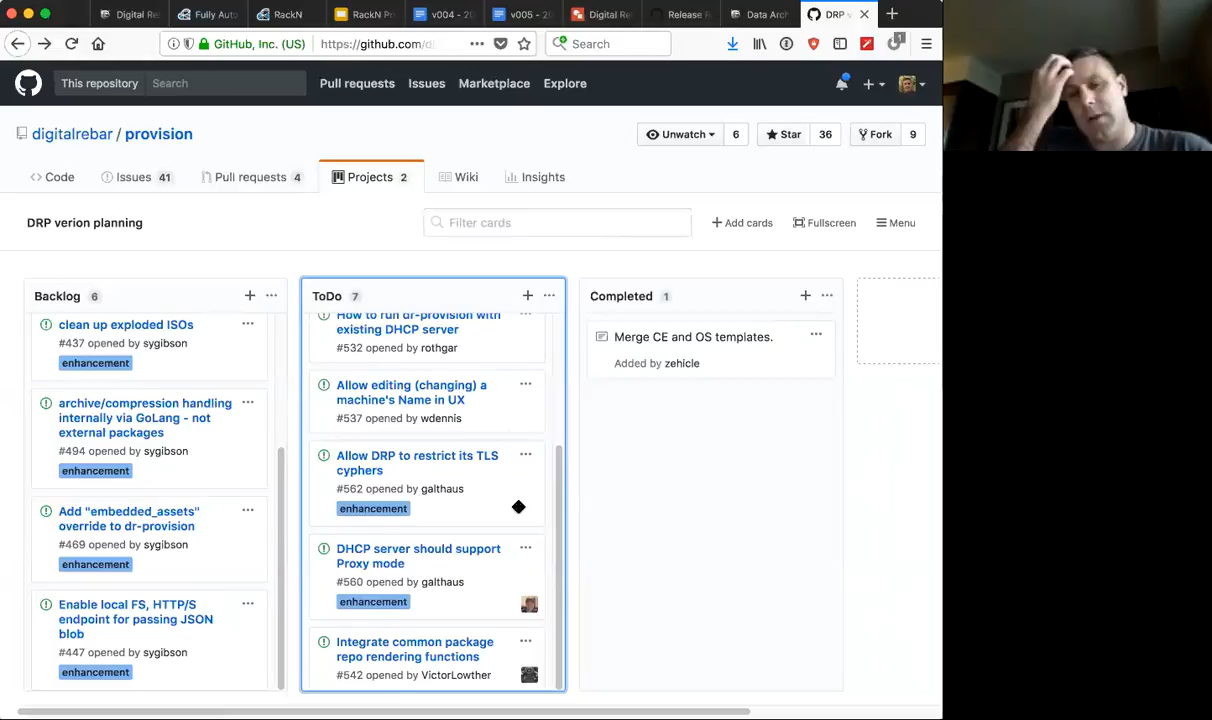 Digital Re
Fully Auto
RackN
RackN Pr
v004 - 20
v005 - 20
Digital Re
Release
Data Arch
DRP v
GitHub, Inc. (US)
https://github.com/di
Search
1
This repository
Search
Pull requests
Issues
Marketplace
Explore
digitalrebar / provision
Unwatch
6
Star
36
Fork
9
Code
Issues 41
Pull requests 4
Projects 2
Wiki
Insights
DRP verion planning
Filter cards
Add cards
Fullscreen
Menu
Backlog 6
clean up exploded ISOs
#437 opened by sygibson
enhancement
archive/compression handling
internally via GoLang - not
external packages
#494 opened by sygibson
enhancement
Add "embedded_assets"
override to dr-provision
#469 opened by sygibson
enhancement
Enable local FS, HTTP/S
endpoint for passing JSON
blob
#447 opened by sygibson
enhancement
ToDo 7
How to run dr-provision with
existing DHCP server
#532 opened by rothgar
Allow editing (changing) a
machine's Name in UX
#537 opened by wdennis
Allow DRP to restrict its TLS
cyphers
#562 opened by galthaus
enhancement
DHCP server should support
Proxy mode
#560 opened by galthaus
enhancement
Integrate common package
repo rendering functions
#542 opened by VictorLowther
Completed 1
Merge CE and OS templates.
Added by zehicle